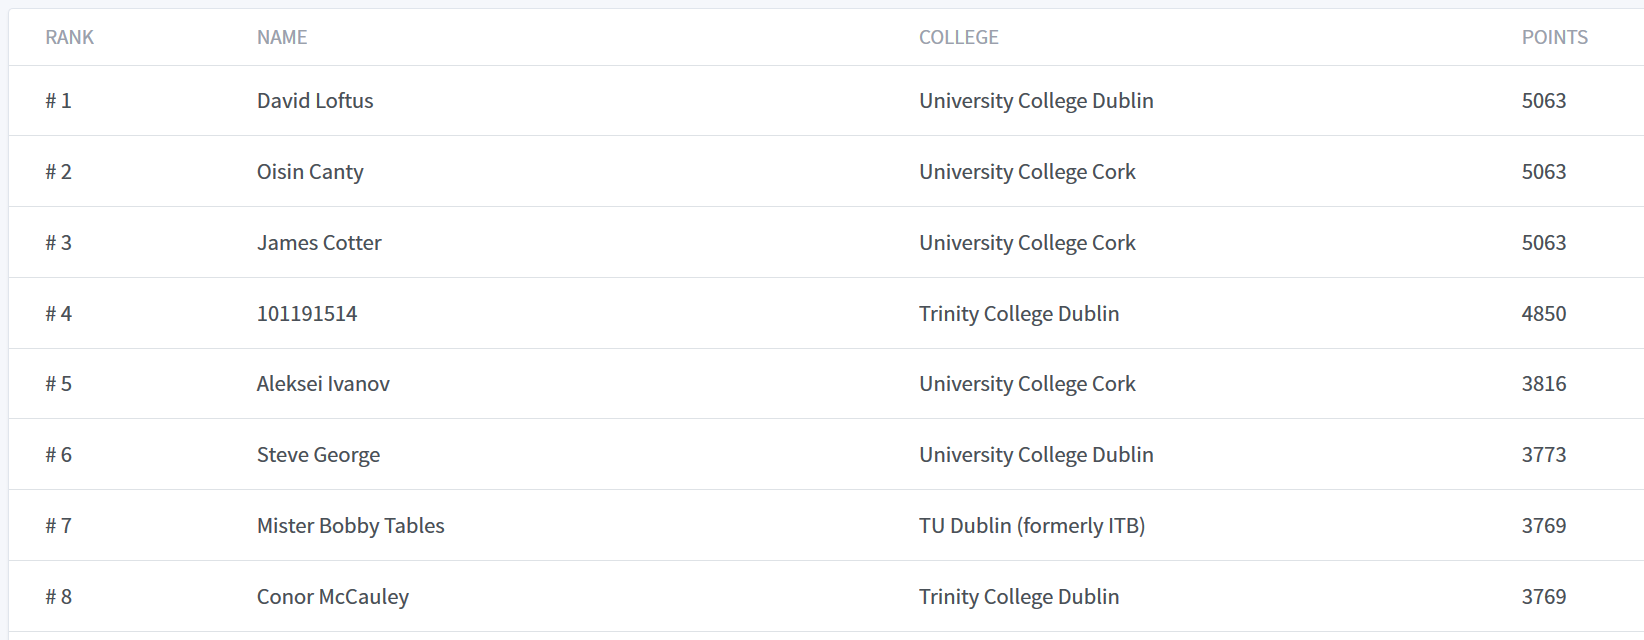 RANK NAME COLLEGE POINTS
# 1 David Loftus University College Dublin 5063
# 2 Oisin Canty University College Cork 5063
# 3 James Cotter University College Cork 5063
# 4 101191514 Trinity College Dublin 4850
# 5 Aleksei Ivanov University College Cork 3816
# 6 Steve George University College Dublin 3773
# 7 Mister Bobby Tables TU Dublin (formerly ITB) 3769
# 8 Conor McCauley Trinity College Dublin 3769